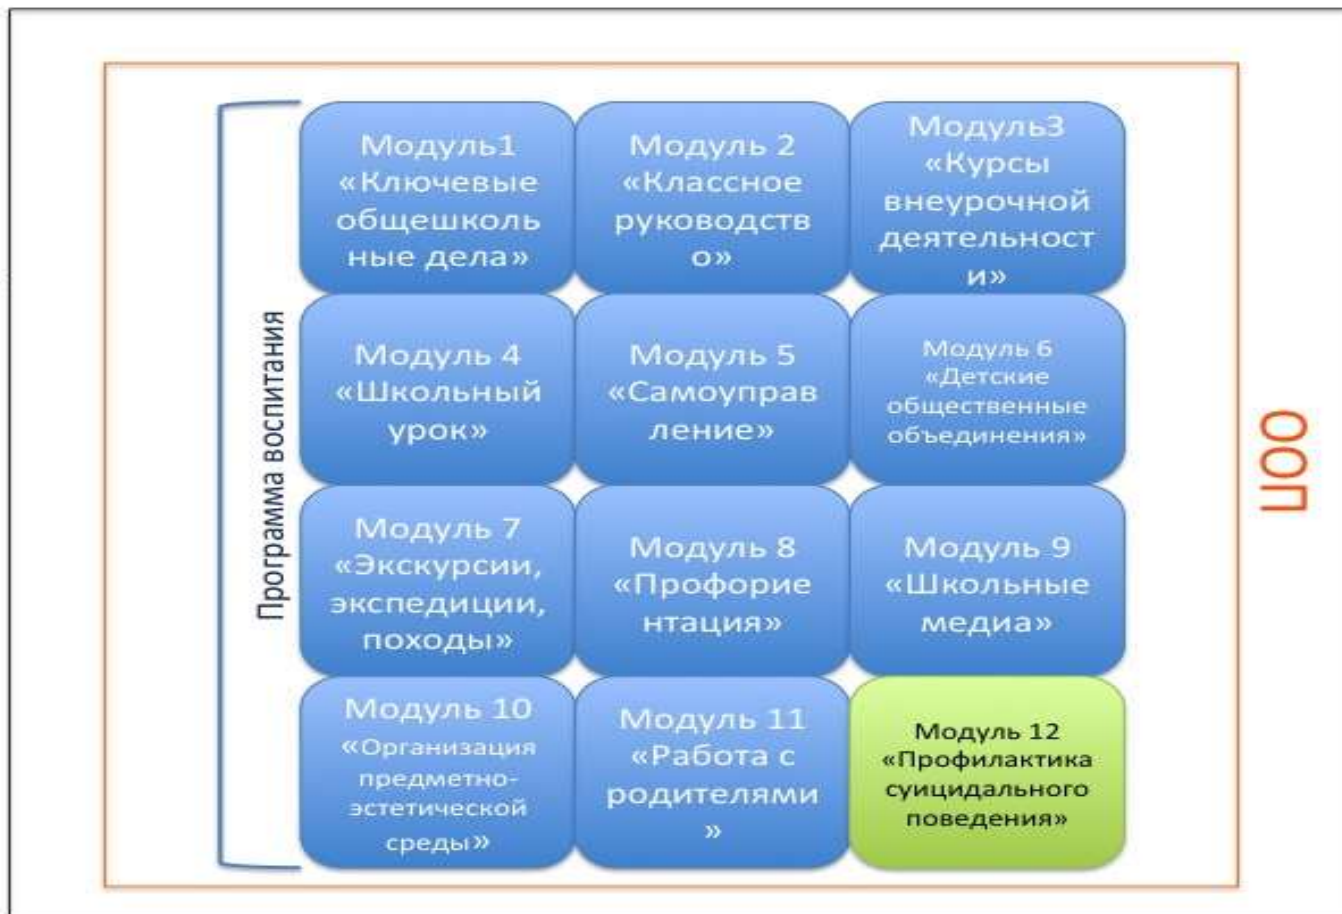 Программа воспитания
Модуль1
«Ключевые
общешколь
ные дела»
Модуль 2
«Классное
руководств
о»
Модуль3
«Курсы
внеурочной
деятельност
и»
Модуль 4
«Школьный
урок»
Модуль 5
«Самоуправ
ление»
Модуль 6
«Детские
общественные
объединения»
Модуль 7
«Экскурсии,
экспедиции,
походы»
Модуль 8
«Профорие
нтация»
Модуль 9
«Школьные
медиа»
Модуль 10
«Организация
предметно-
эстетической
среды»
Модуль 11
«Работа с
родителями
»
Модуль 12
«Профилактика
суицидального
поведения»
ООП